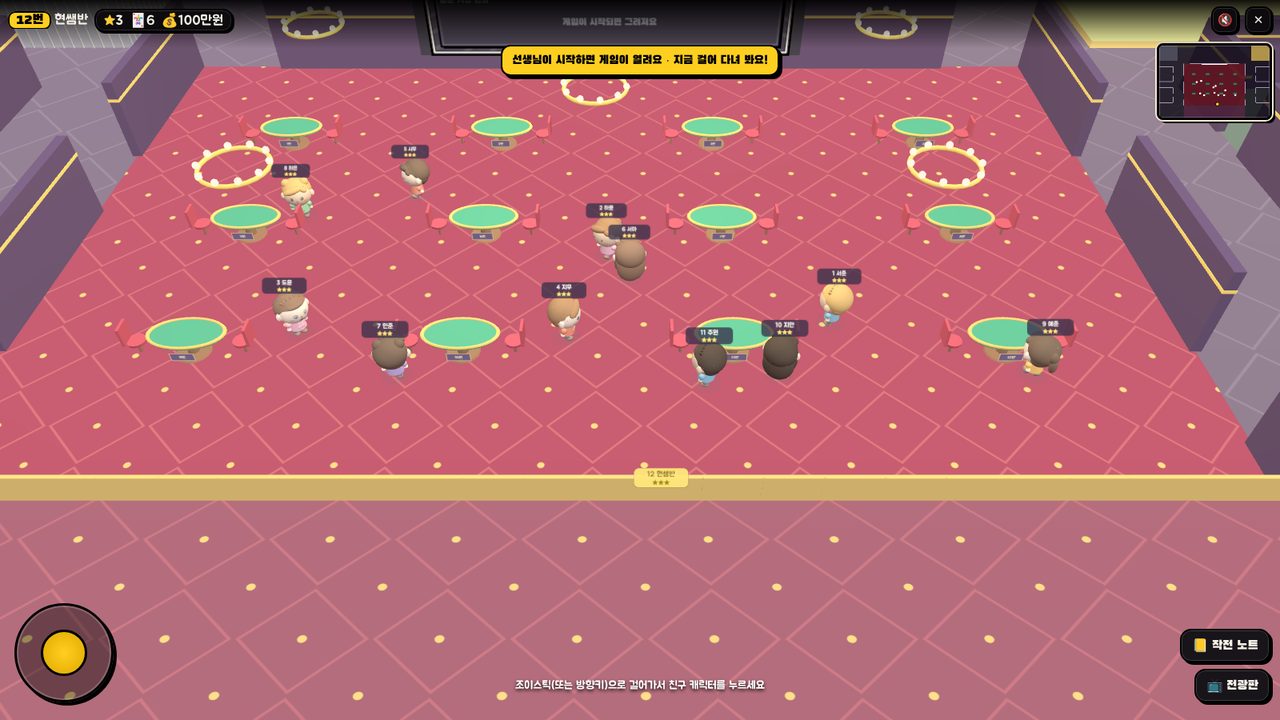 12번 현쌤반 ⭐3 🃏6 💰100만원
게임이 시작되면 그려져요
선생님이 시작하면 게임이 열려요 · 지금 걸어 다녀 봐요!
5 시우
★★★
8 하은
★★★
2 하윤
★★★
6 서아
★★★
1 서준
★★★
3 도윤
★★★
4 지우
★★★
9 예준
★★★
10 지안
★★★
7 민준
★★★
11 주원
★★★
12 현쌤반
★★★
작전 노트
전광판
조이스틱(또는 방향키)으로 걸어가서 친구 캐릭터를 누르세요